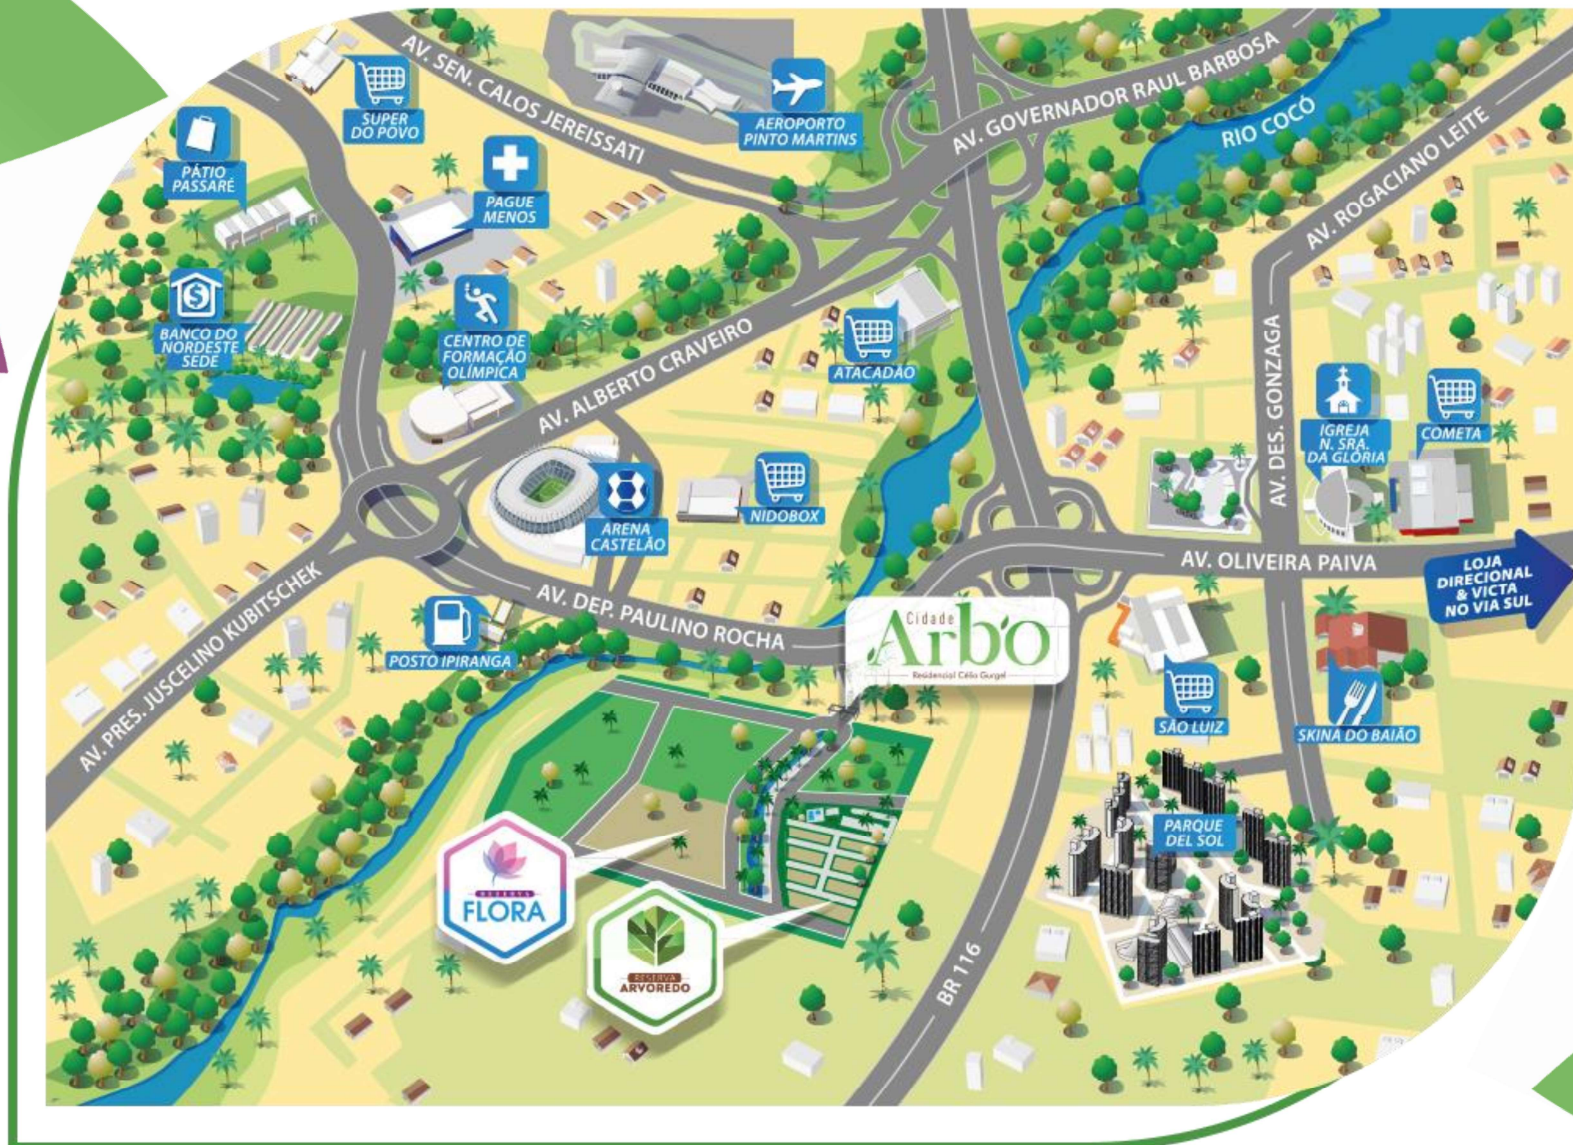 AV. SEN. CALOS JEREISSATI
SUPER
DO POVO
AEROPORTO
PINTO MARTINS
AV. GOVERNADOR RAUL BARBOSA
RIO COCÓ
AV. ROGACIANO LEITE
PÁTIO
PASSARÉ
PAGUE
MENOS
BANCO DO
NORDESTE
SEDE
$
CENTRO DE
FORMAÇÃO
OLÍMPICA
AV. ALBERTO CRAVEIRO
ATACADÃO
AV. DES. GONZAGA
IGREJA
N. SRA.
DA GLÓRIA
COMETA
ARENA
CASTELÃO
NIDOBOX
AV. OLIVEIRA PAIVA
LOJA
DIRECIONAL
& VICTA
NO VIA SUL
AV. PRES. JUSCELINO KUBITSCHEK
AV. DEP. PAULINO ROCHA
POSTO IPIRANGA
Cidade
Arbo
Residencial Célio Gurgel
SÃO LUIZ
SKINA DO BAIÃO
PARQUE
DEL SOL
RESERVA
FLORA
RESERVA
ARVOREDO
BR 116